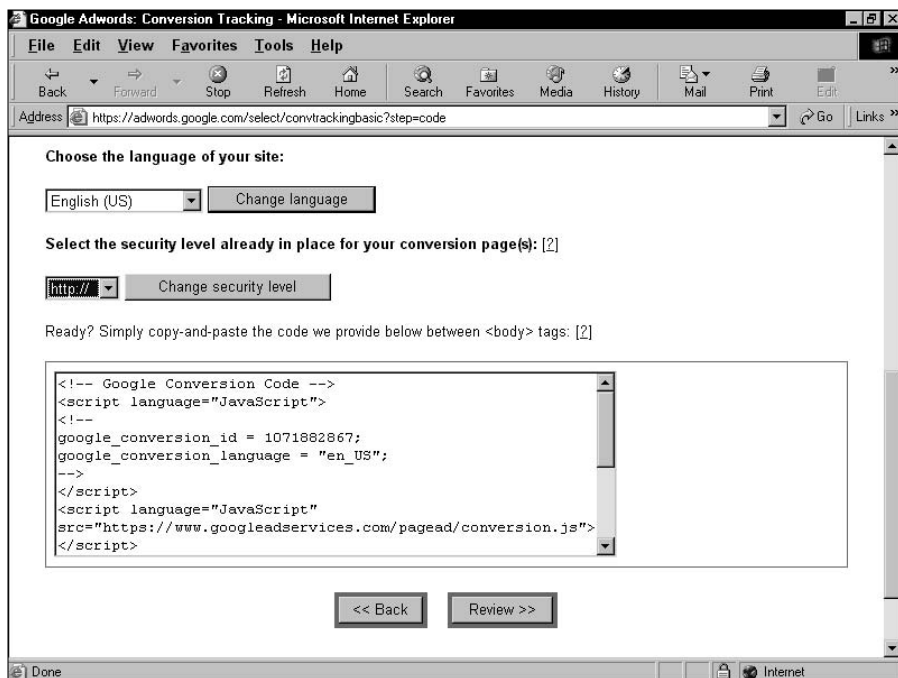 Google Adwords: Conversion Tracking - Microsoft Internet Explorer
File Edit View Favorites Tools Help
Back Forward Stop Refresh Home Search Favorites Media History Mail Print Edit »
Address https://adwords.google.com/select/convtrackingbasic?step=code Go Links »
Choose the language of your site:
English (US) Change language
Select the security level already in place for your conversion page(s): [?]
http:// Change security level
Ready? Simply copy-and-paste the code we provide below between <body> tags: [?]
<!-- Google Conversion Code -->
<script language="JavaScript">
<!--
google_conversion_id = 1071882867;
google_conversion_language = "en_US";
-->
</script>
<script language="JavaScript"
src="https://www.googleadservices.com/pagead/conversion.js">
</script>
<< Back Review >>
Done Internet